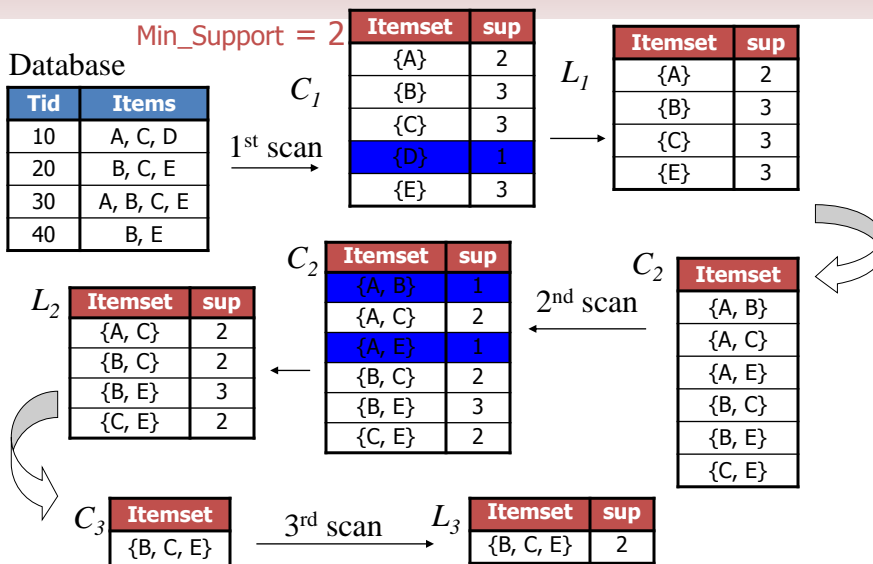 Min_Support = 2
Database
Tid Items
10 A, C, D
20 B, C, E
30 A, B, C, E
40 B, E
1st scan
C1
Itemset sup
{A} 2
{B} 3
{C} 3
{D} 1
{E} 3
L1
Itemset sup
{A} 2
{B} 3
{C} 3
{E} 3
C2
Itemset
{A, B}
{A, C}
{A, E}
{B, C}
{B, E}
{C, E}
2nd scan
C2
Itemset sup
{A, B} 1
{A, C} 2
{A, E} 1
{B, C} 2
{B, E} 3
{C, E} 2
L2
Itemset sup
{A, C} 2
{B, C} 2
{B, E} 3
{C, E} 2
C3
Itemset
{B, C, E}
3rd scan
L3
Itemset sup
{B, C, E} 2